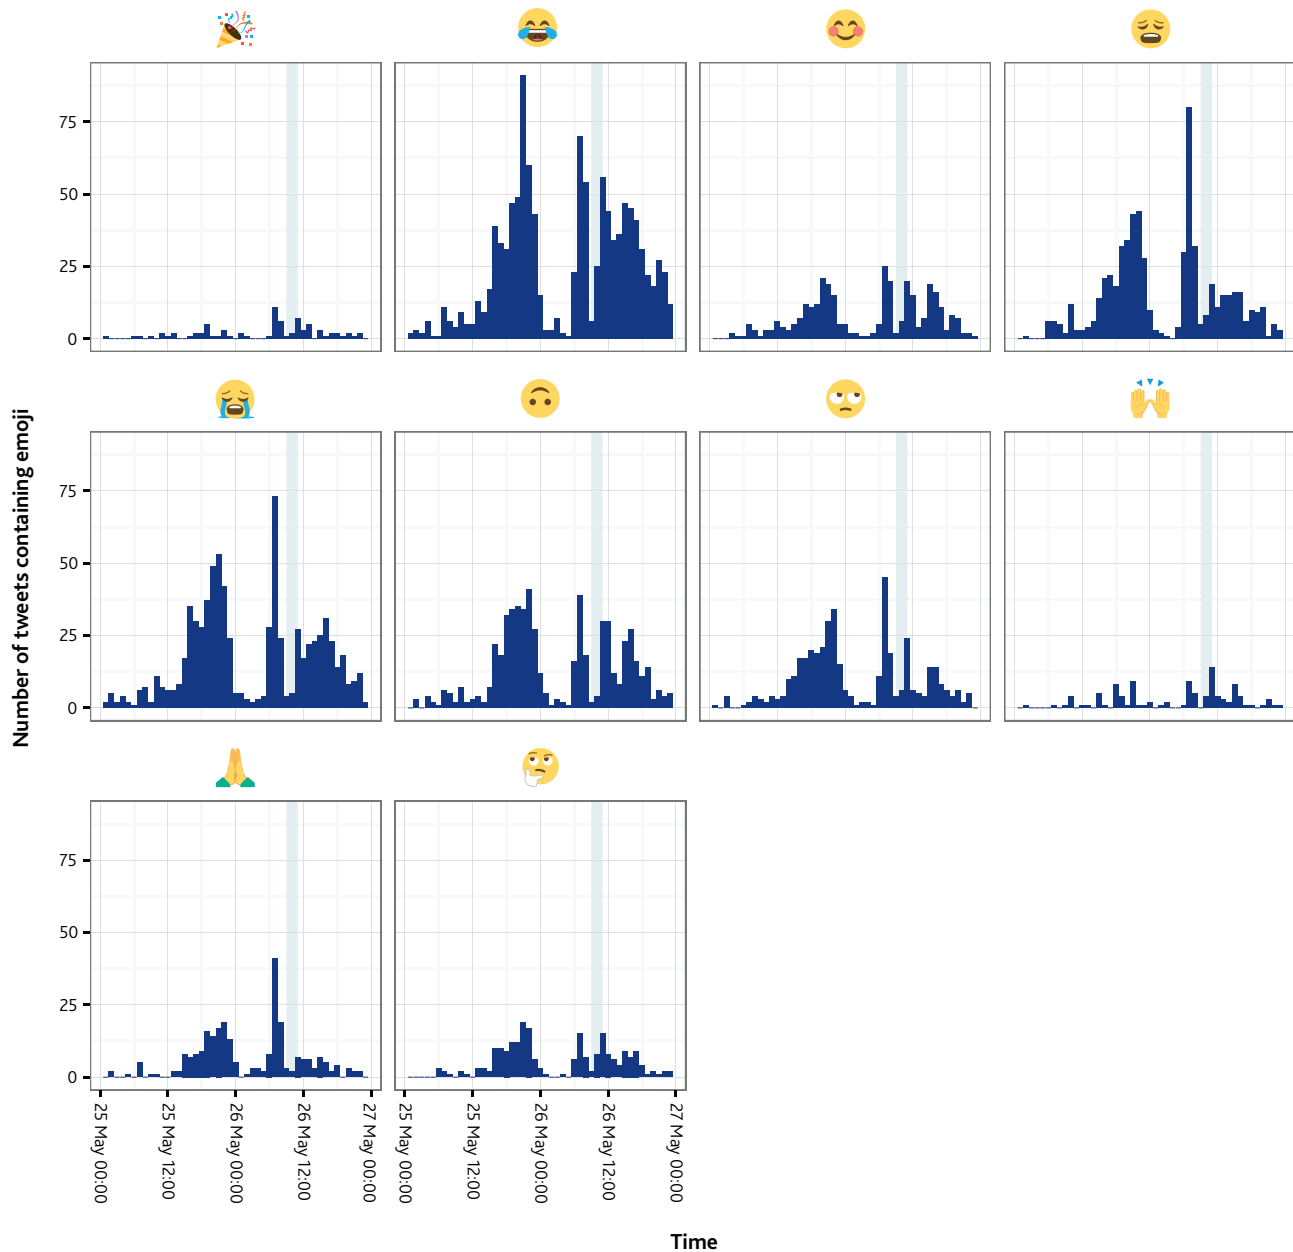 🎉 😂 😊 😩
75
50
25
0
😭 🙃 🙄 🙌
Number of tweets containing emoji
75
50
25
0
🙏 🤔
75
50
25
0
25 May 00:00
25 May 12:00
26 May 00:00
26 May 12:00
27 May 00:00
25 May 00:00
25 May 12:00
26 May 00:00
26 May 12:00
27 May 00:00
Time